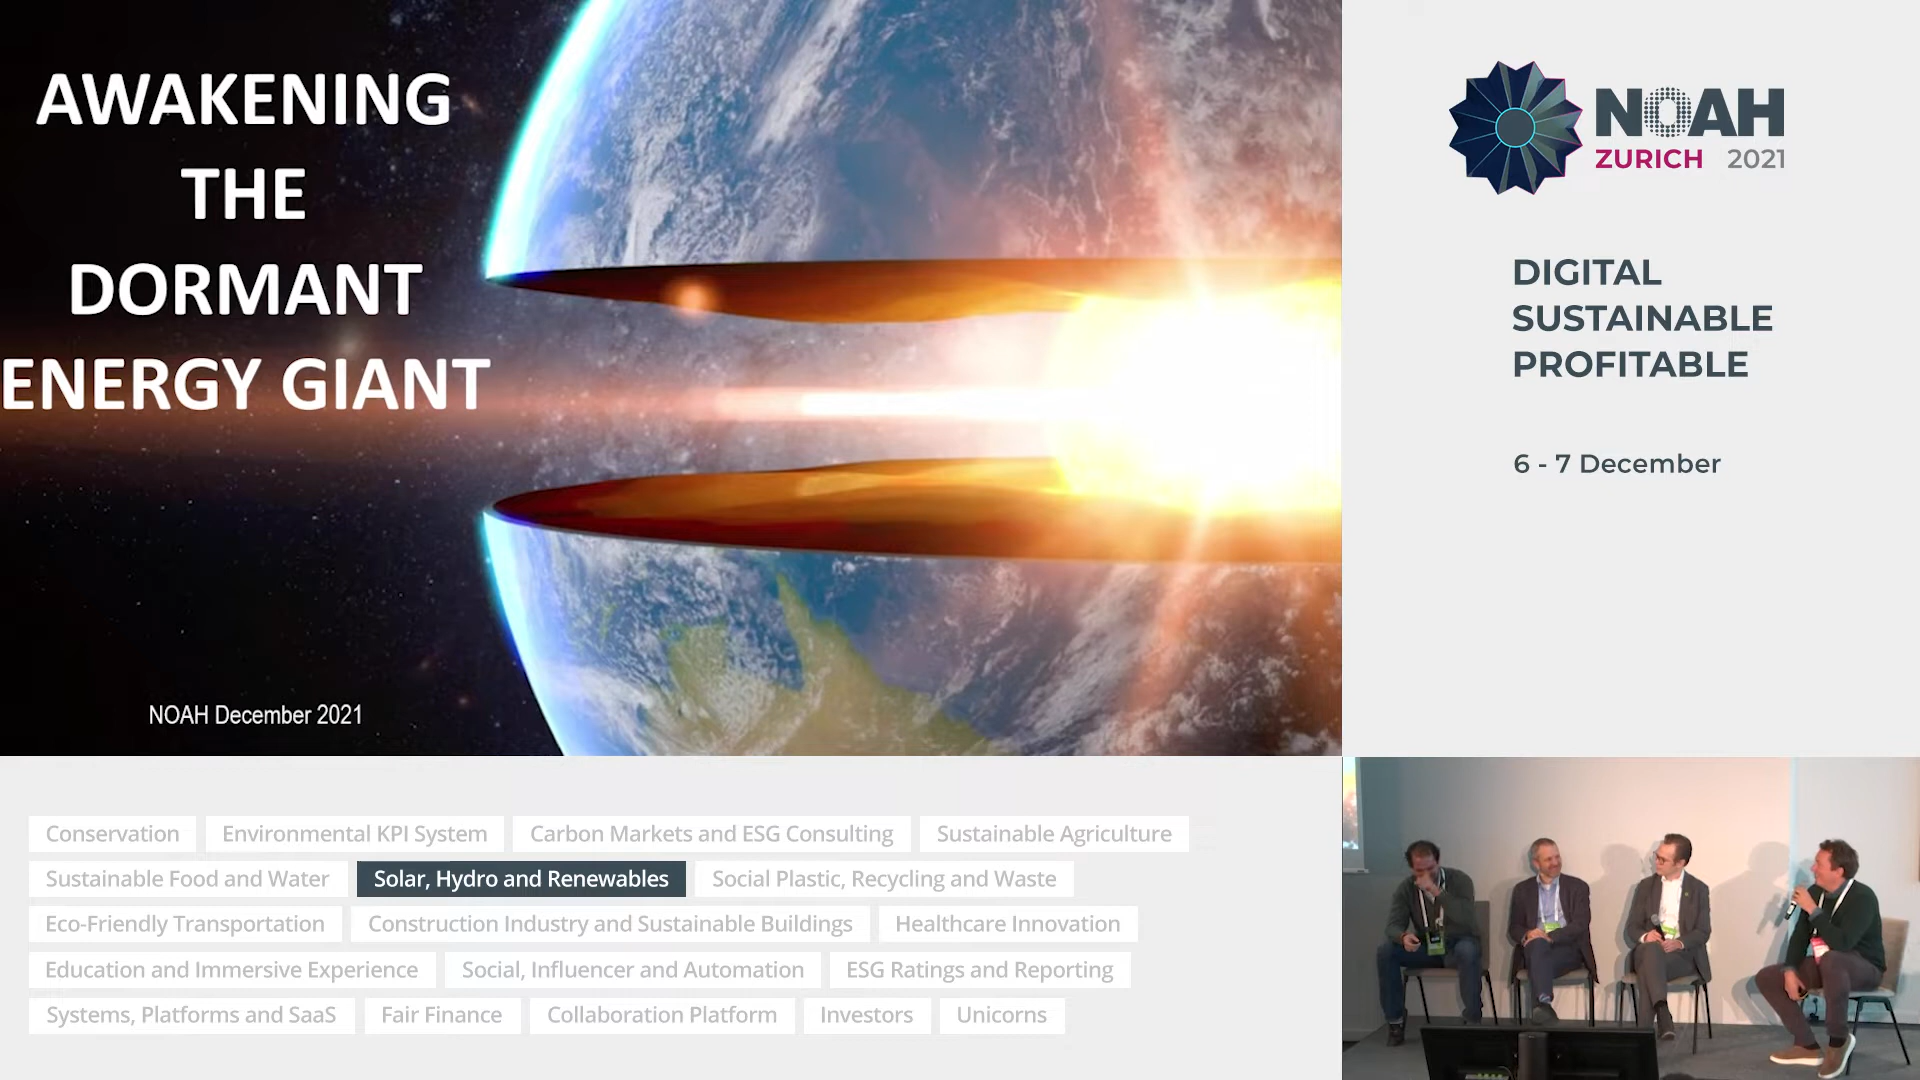 AWAKENING
THE
DORMANT
ENERGY GIANT
NOAH December 2021
NOAH
ZURICH 2021
DIGITAL
SUSTAINABLE
PROFITABLE
6 - 7 December
Conservation Environmental KPI System Carbon Markets and ESG Consulting Sustainable Agriculture
Sustainable Food and Water Solar, Hydro and Renewables Social Plastic, Recycling and Waste
Eco-Friendly Transportation Construction Industry and Sustainable Buildings Healthcare Innovation
Education and Immersive Experience Social, Influencer and Automation ESG Ratings and Reporting
Systems, Platforms and SaaS Fair Finance Collaboration Platform Investors Unicorns